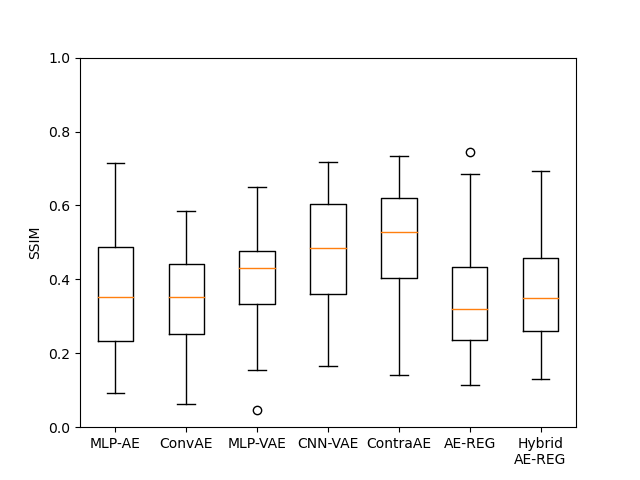 1.0
0.8
0.6
0.4
0.2
0.0
SSIM
MLP-AE
ConvAE
MLP-VAE
CNN-VAE
ContraAE
AE-REG
Hybrid
AE-REG